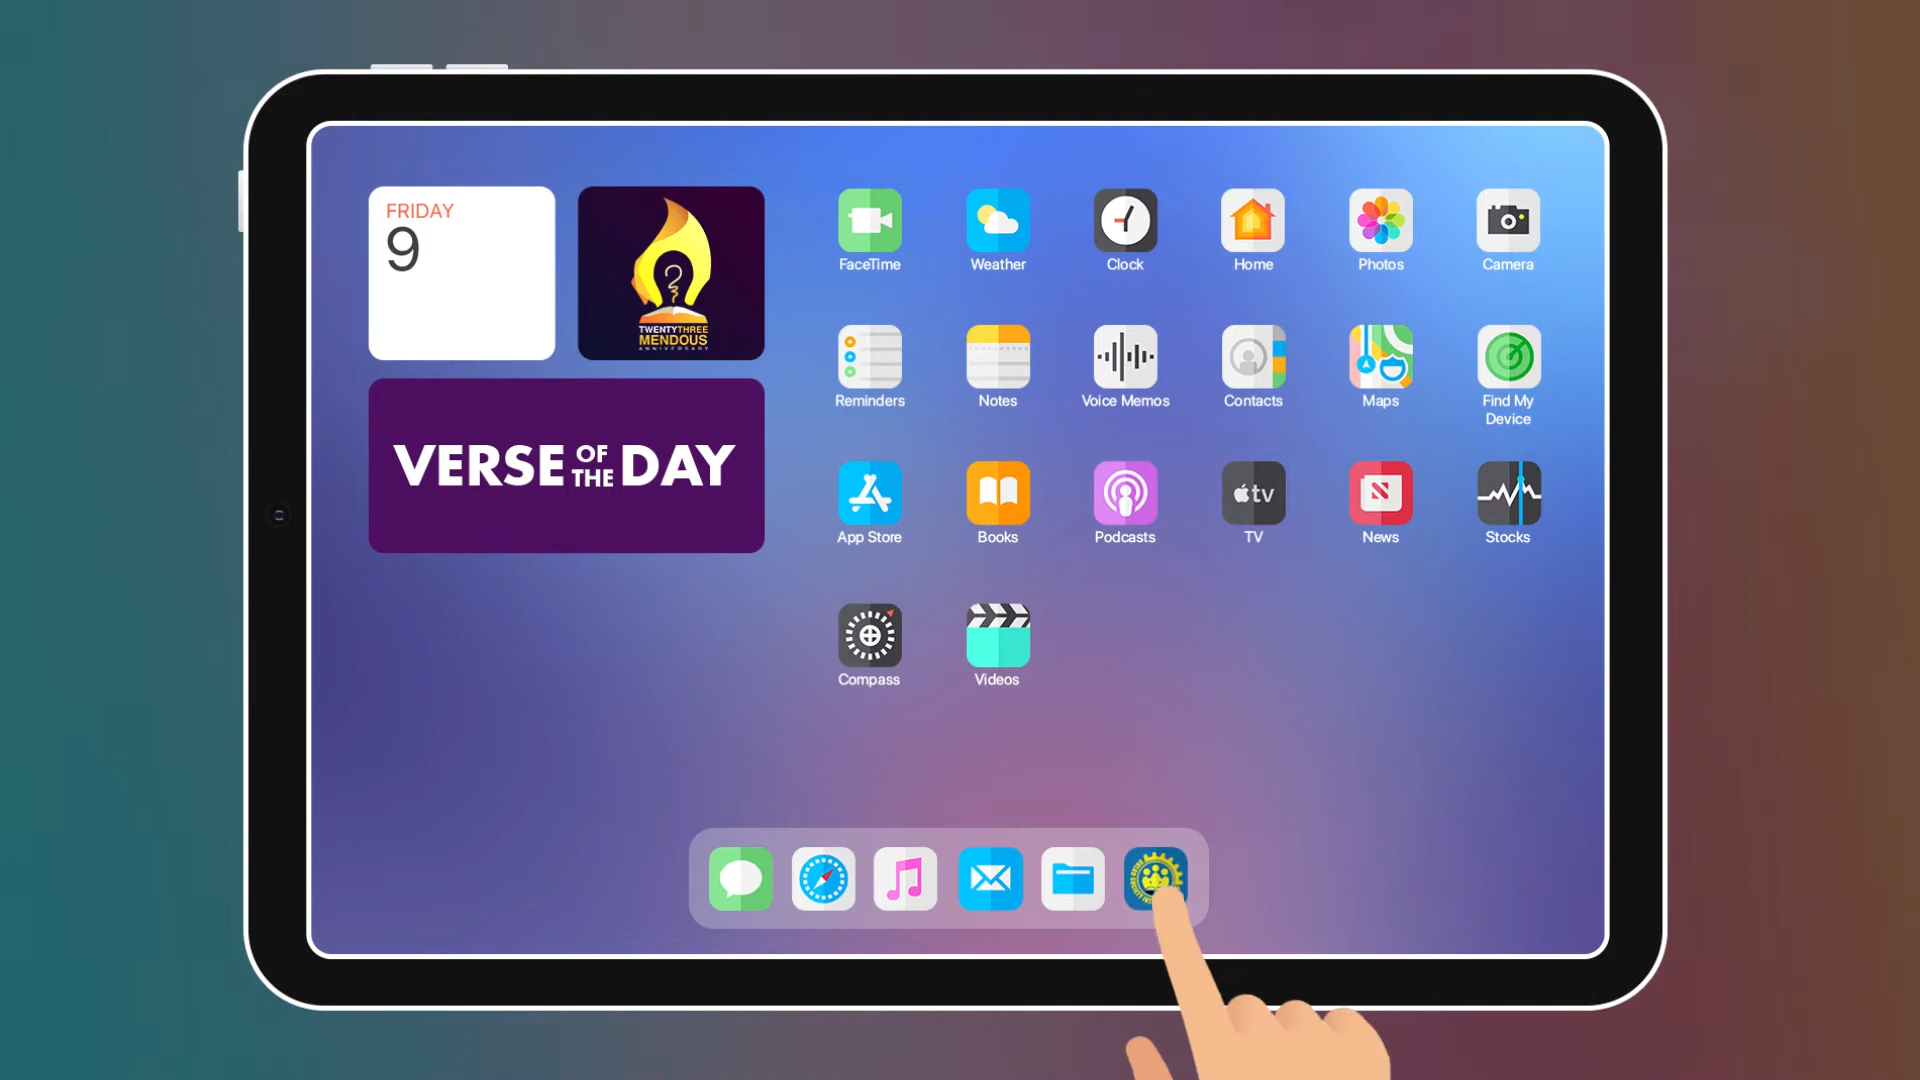 FRIDAY
9
TWENTYTHREE
MENDOUS
ANNIVERSARY
VERSE OF THE DAY
FaceTime
Weather
Clock
Home
Photos
Camera
Reminders
Notes
Voice Memos
Contacts
Maps
Find My
Device
App Store
Books
Podcasts
tv
TV
News
Stocks
Compass
Videos